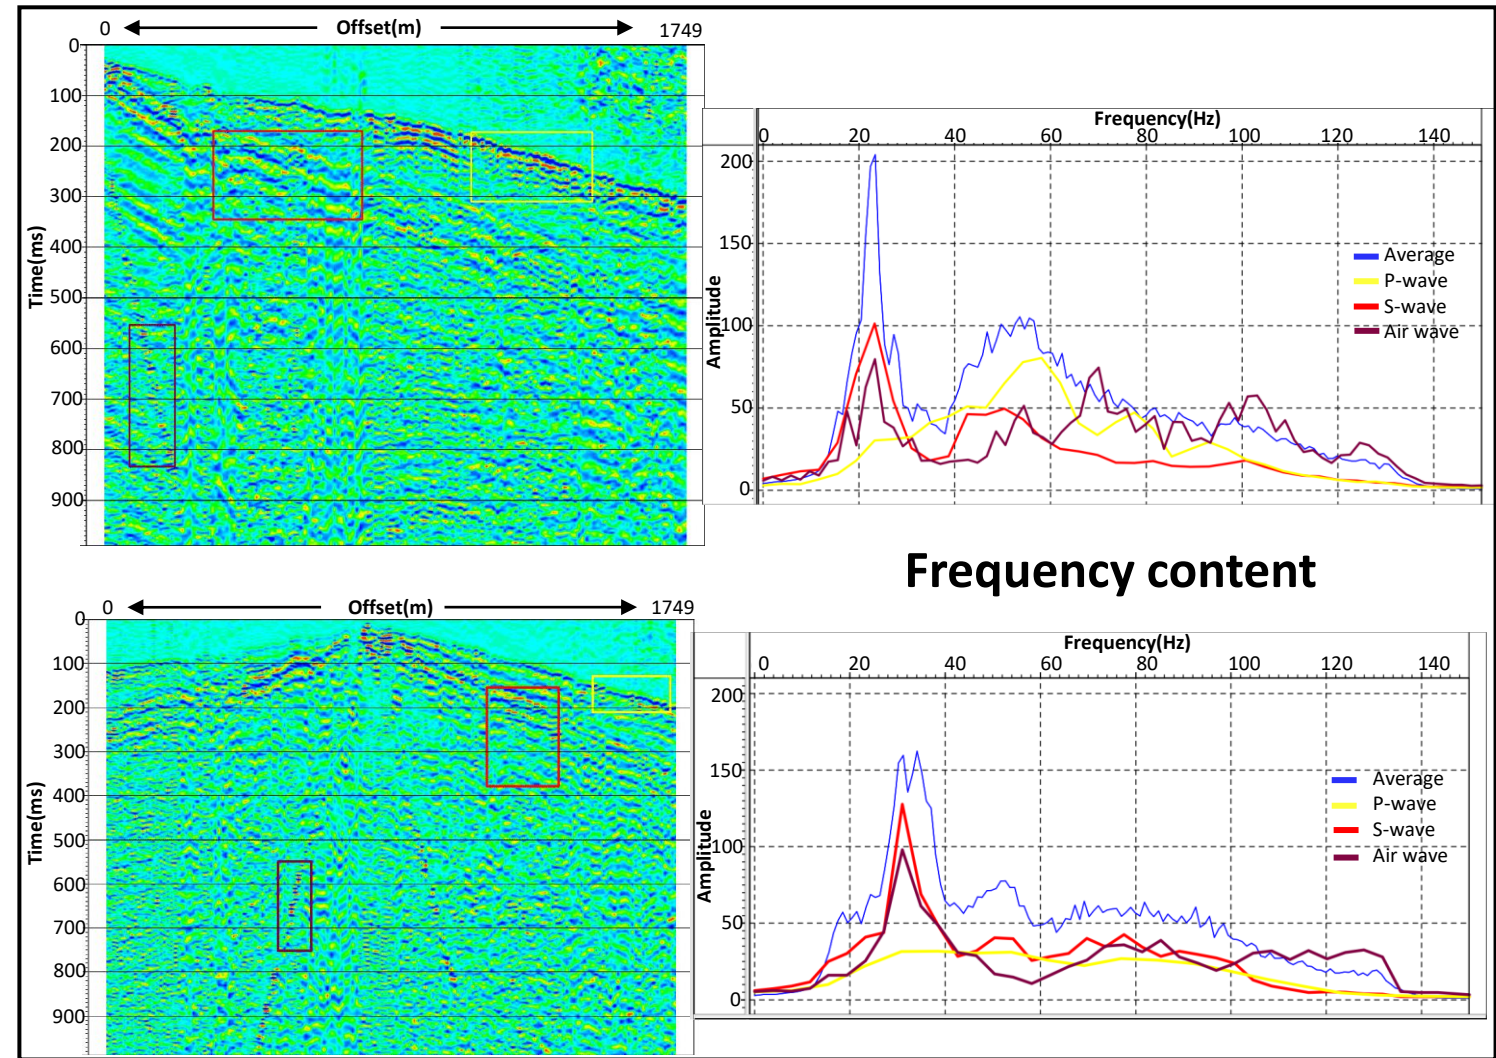 0 Offset(m) 1749
0
100
200
300
400
500
600
700
800
900
Time(ms)
Frequency(Hz)
0 20 40 60 80 100 120 140
200
150
100
50
0
Amplitude
Average
P-wave
S-wave
Air wave
Frequency content
0 Offset(m) 1749
0
100
200
300
400
500
600
700
800
900
Time(ms)
Frequency(Hz)
0 20 40 60 80 100 120 140
200
150
100
50
0
Amplitude
Average
P-wave
S-wave
Air wave